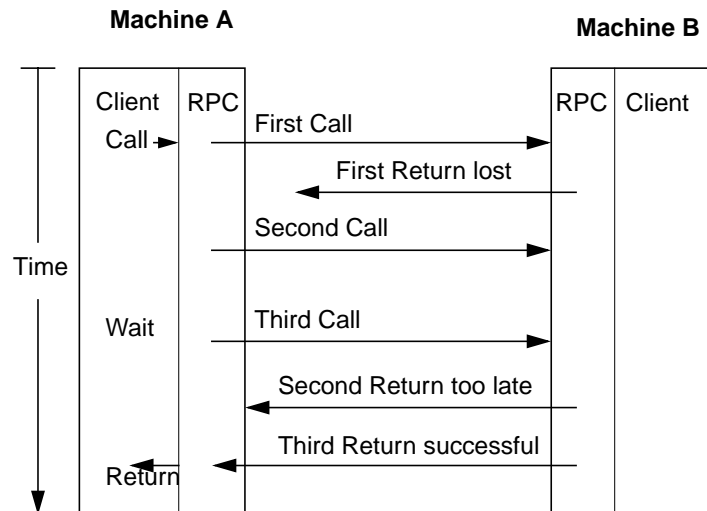 Machine A
Machine B
Client RPC
RPC Client
Call
First Call
First Return lost
Second Call
Time
Wait
Third Call
Second Return too late
Third Return successful
Return